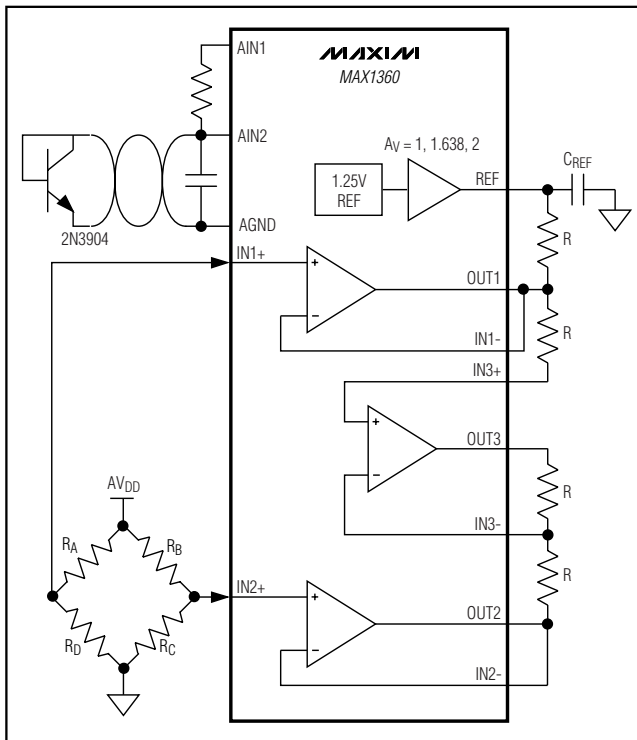 AIN1
MAXIM
MAX1360
AIN2
AV = 1, 1.638, 2
CREF
1.25V
REF
REF
R
2N3904
AGND
IN1+
OUT1
IN1-
R
IN3+
OUT3
R
AVDD
IN3-
RA
RB
R
IN2+
OUT2
RD
RC
IN2-